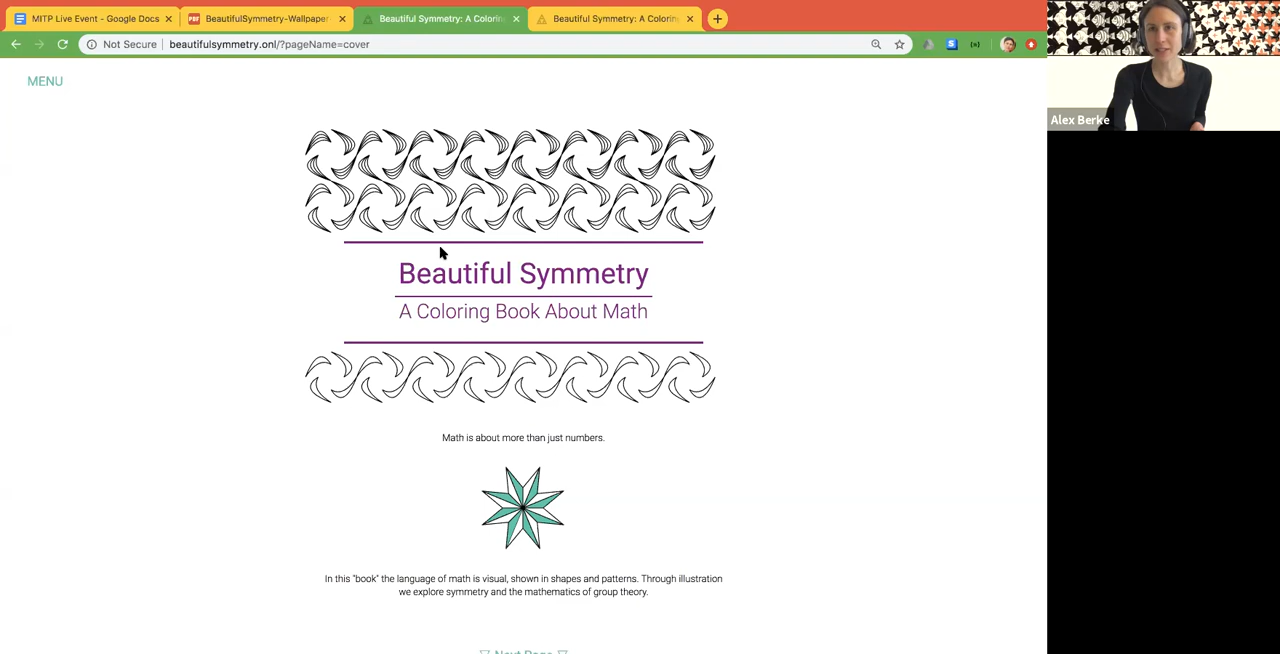 MITP Live Event - Google Docs
PDF BeautifulSymmetry-Wallpaper
Beautiful Symmetry: A Colorin
Beautiful Symmetry: A Colorin
Not Secure | beautifulsymmetry.onl/?pageName=cover
MENU
Alex Berke
Beautiful Symmetry
A Coloring Book About Math
Math is about more than just numbers.
In this "book" the language of math is visual, shown in shapes and patterns. Through illustration
we explore symmetry and the mathematics of group theory.
Next Page